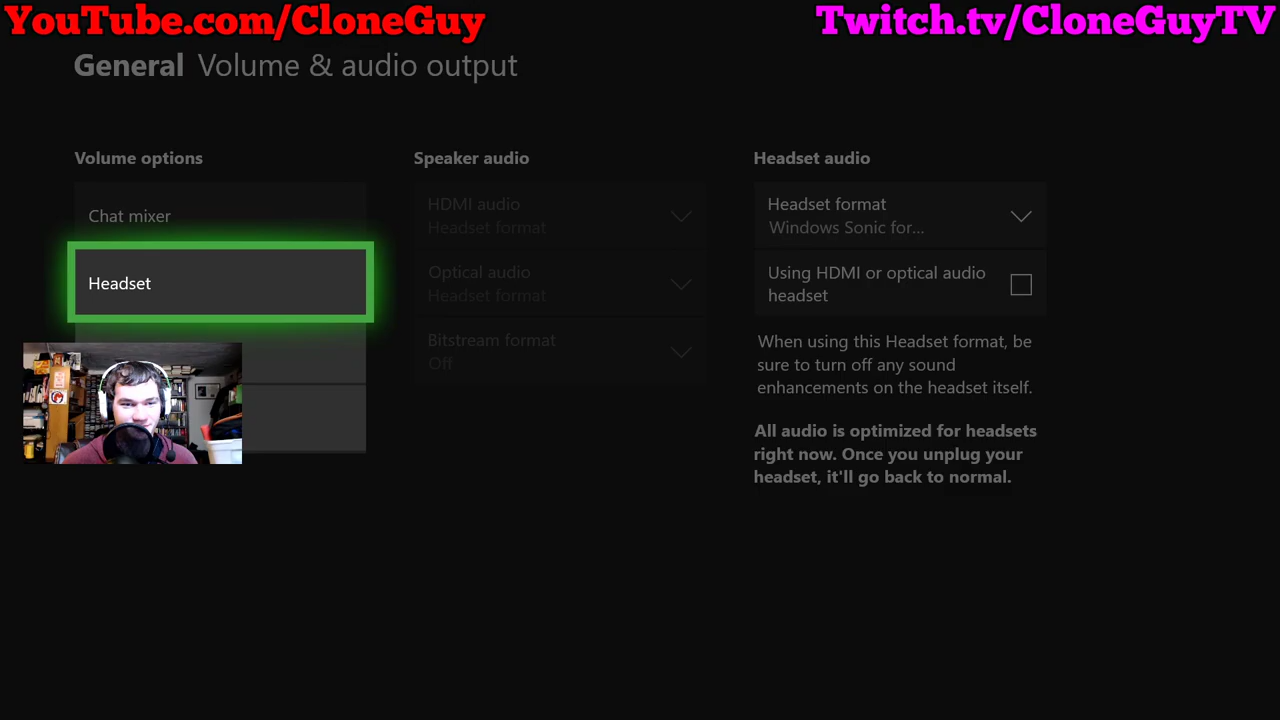 YouTube.com/CloneGuy
Twitch.tv/CloneGuyTV
General Volume & audio output
Volume options
Chat mixer
Headset
Speaker audio
HDMI audio
Headset format
Optical audio
Headset format
Bitstream format
Off
Headset audio
Headset format
Windows Sonic for...
Using HDMI or optical audio
headset
When using this Headset format, be
sure to turn off any sound
enhancements on the headset itself.
All audio is optimized for headsets
right now. Once you unplug your
headset, it'll go back to normal.